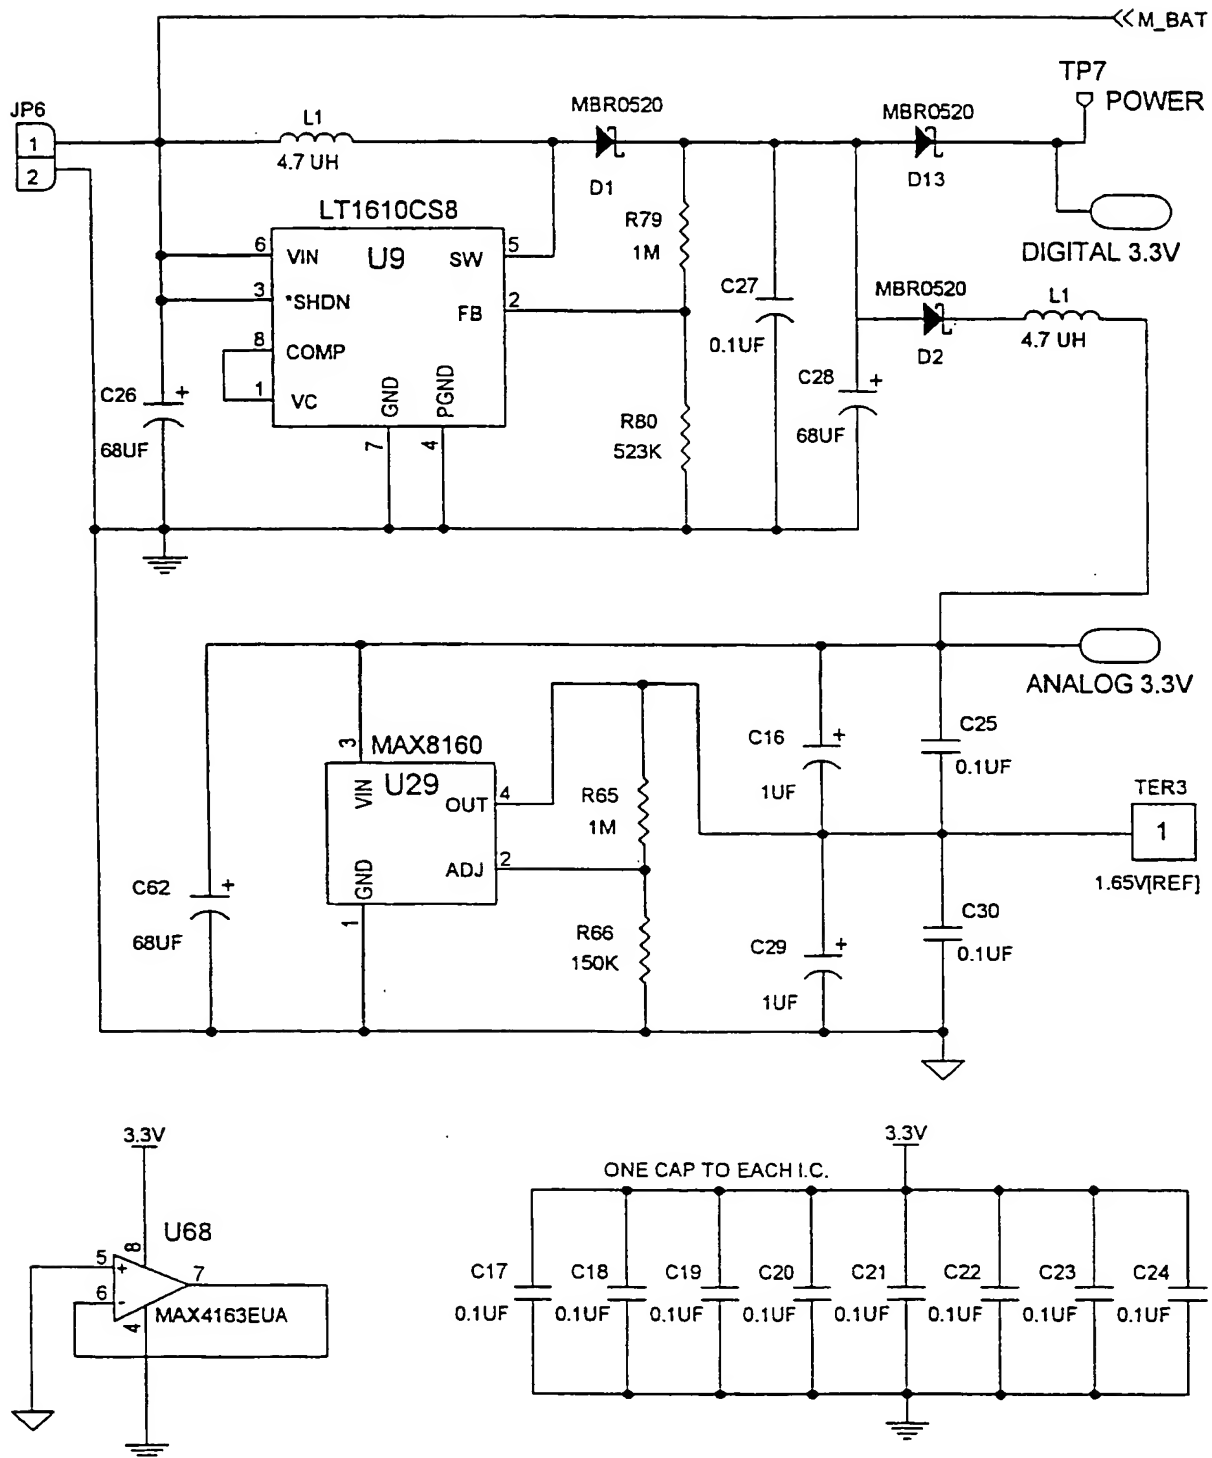 M_BAT
TP7
POWER
JP6
1
2
L1
4.7 UH
MBR0520
D1
MBR0520
D13
DIGITAL 3.3V
LT1610CS8
U9
6 VIN
3 *SHDN
8 COMP
1 VC
SW 5
FB 2
GND 7
PGND 4
R79
1M
R80
523K
C27
0.1UF
C28 +
68UF
MBR0520
D2
L1
4.7 UH
C26 +
68UF
ANALOG 3.3V
MAX8160
U29
3 VIN
OUT 4
ADJ 2
GND 1
R65
1M
R66
150K
C62 +
68UF
C16 +
1UF
C25
0.1UF
TER3
1
1.65V[REF]
C29 +
1UF
C30
0.1UF
3.3V
U68
8
5 +
6 -
7
4
MAX4163EUA
3.3V
ONE CAP TO EACH I.C.
C17 C18 C19 C20 C21 C22 C23 C24
0.1UF 0.1UF 0.1UF 0.1UF 0.1UF 0.1UF 0.1UF 0.1UF